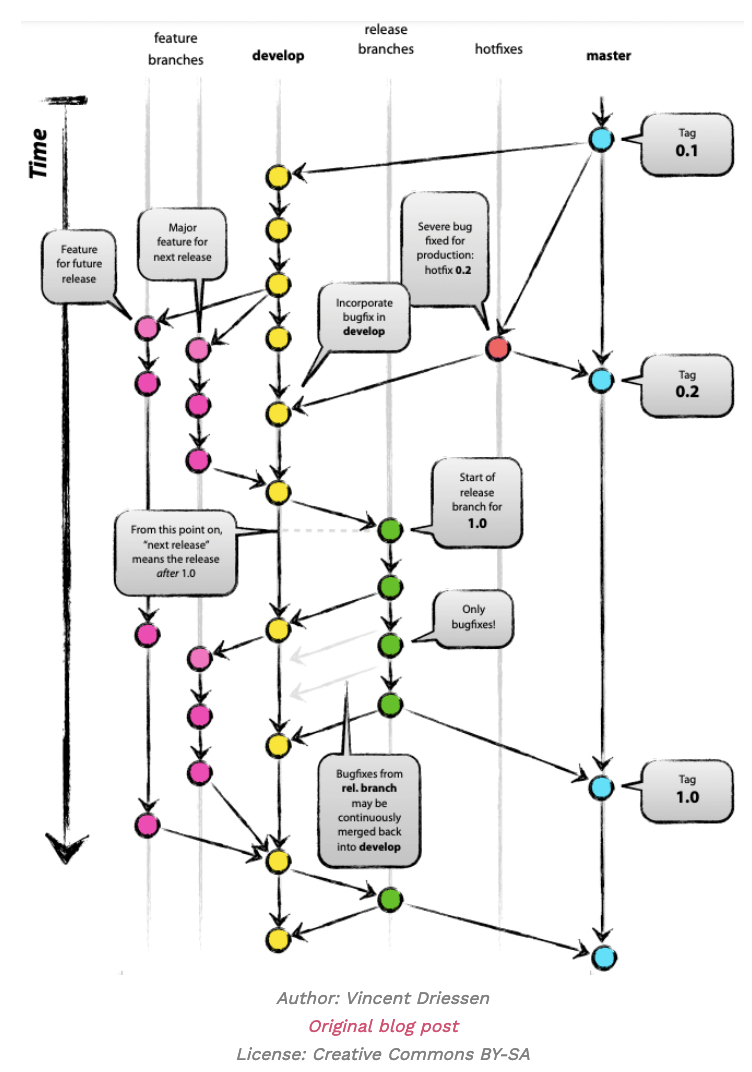 feature
branches
develop
release
branches
hotfixes
master
Time
Tag
0.1
Major
feature for
next release
Feature
for future
release
Severe bug
fixed for
production:
hotfix 0.2
Incorporate
bugfix in
develop
Tag
0.2
Start of
release
branch for
1.0
From this point on,
“next release”
means the release
after 1.0
Only
bugfixes!
Tag
1.0
Bugfixes from
rel. branch
may be
continuously
merged back
into develop
Author: Vincent Driessen
Original blog post
License: Creative Commons BY-SA